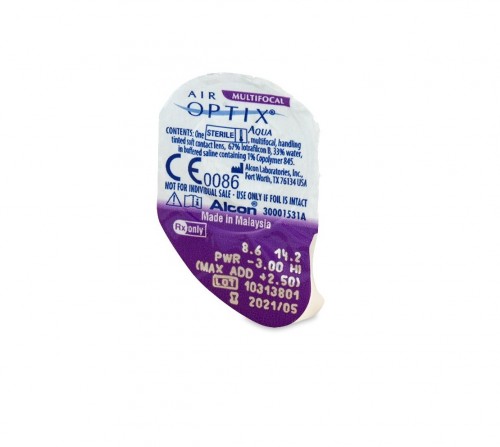 AIR MULTIFOCAL
OPTIX®
AQUA
CONTENTS: One STERILE multifocal, handling
tinted soft contact lens, 67% lotrafilcon B, 33% water,
in buffered saline containing 1% Copolymer 845.
CE 0086 Alcon Laboratories, Inc.,
Fort Worth, TX 76134 USA
NOT FOR INDIVIDUAL SALE - USE ONLY IF FOIL IS INTACT
Alcon® 30001531A
Made in Malaysia
Rx only
8.6 14.2
PWR -3.00 HI
(MAX ADD +2.50)
LOT 10313801
2021/05